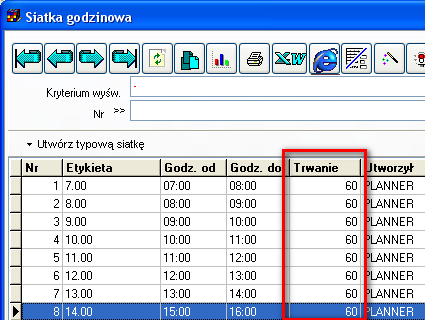 Siatka godzinowa
XW
Kryterium wyśw.
Nr >>
Utwórz typową siatkę
Nr Etykieta Godz. od Godz. do Trwanie Utworzył
1 7.00 07:00 08:00 60 PLANNER
2 8.00 08:00 09:00 60 PLANNER
3 9.00 09:00 10:00 60 PLANNER
4 10.00 10:00 11:00 60 PLANNER
5 11.00 11:00 12:00 60 PLANNER
6 12.00 12:00 13:00 60 PLANNER
7 13.00 13:00 14:00 60 PLANNER
8 14.00 15:00 16:00 60 PLANNER